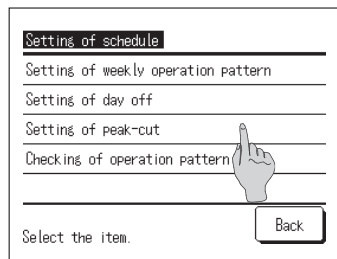 Setting of schedule
Setting of weekly operation pattern
Setting of day off
Setting of peak-cut
Checking of operation pattern
Select the item.
Back